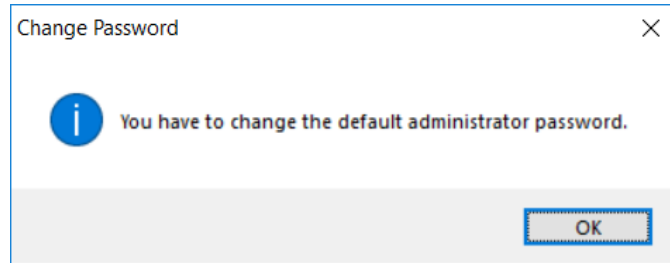 Change Password
You have to change the default administrator password.
OK